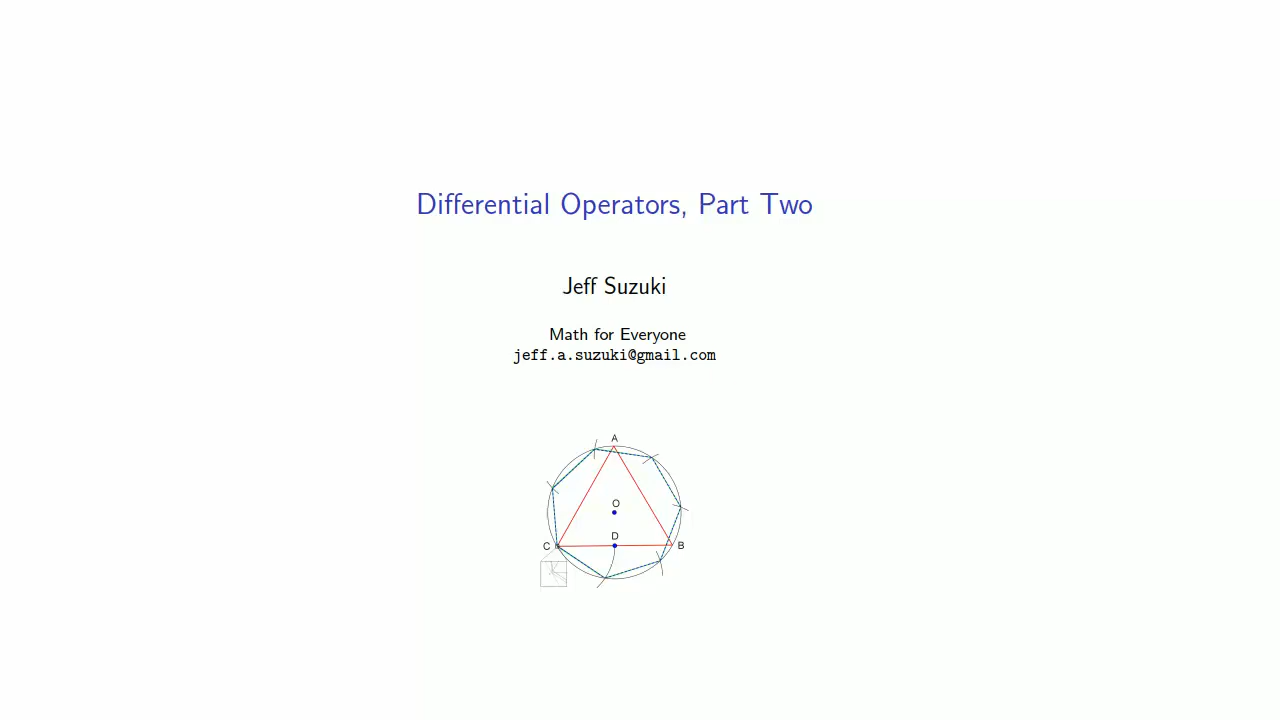 Differential Operators, Part Two
Jeff Suzuki
Math for Everyone
jeff.a.suzuki@gmail.com
A
O
D
C
B